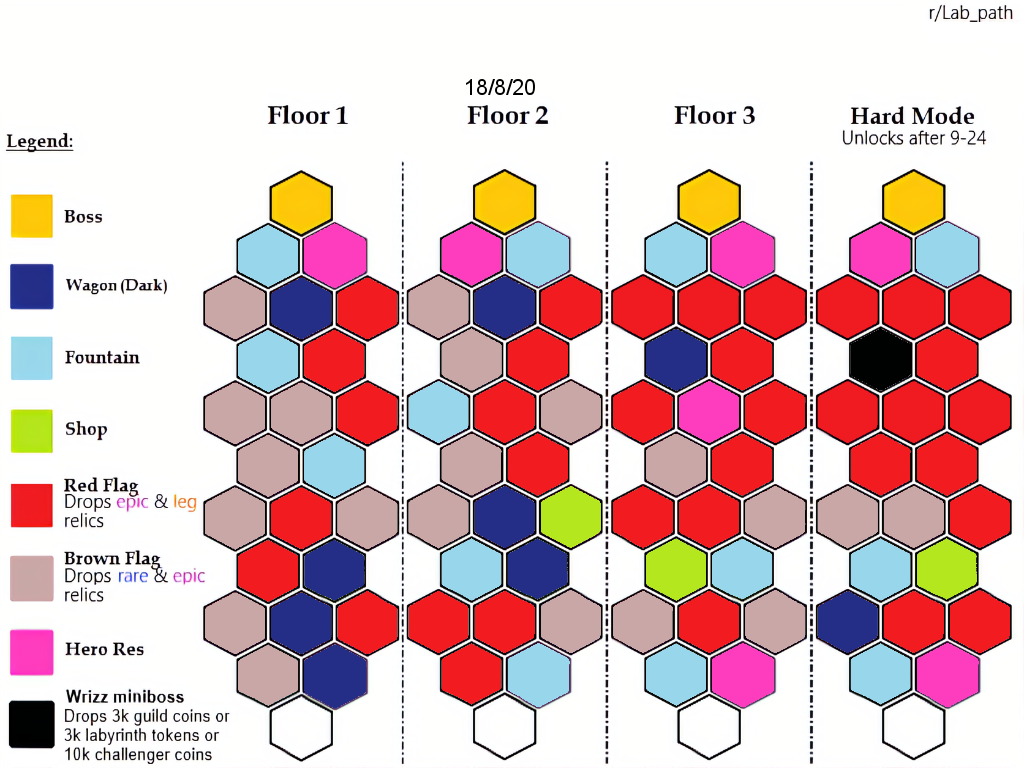 r/Lab_path
18/8/20
Floor 1
Floor 2
Floor 3
Hard Mode
Unlocks after 9-24
Legend:
Boss
Wagon (Dark)
Fountain
Shop
Red Flag
Drops epic & leg
relics
Brown Flag
Drops rare & epic
relics
Hero Res
Wrizz miniboss
Drops 3k guild coins or
3k labyrinth tokens or
10k challenger coins